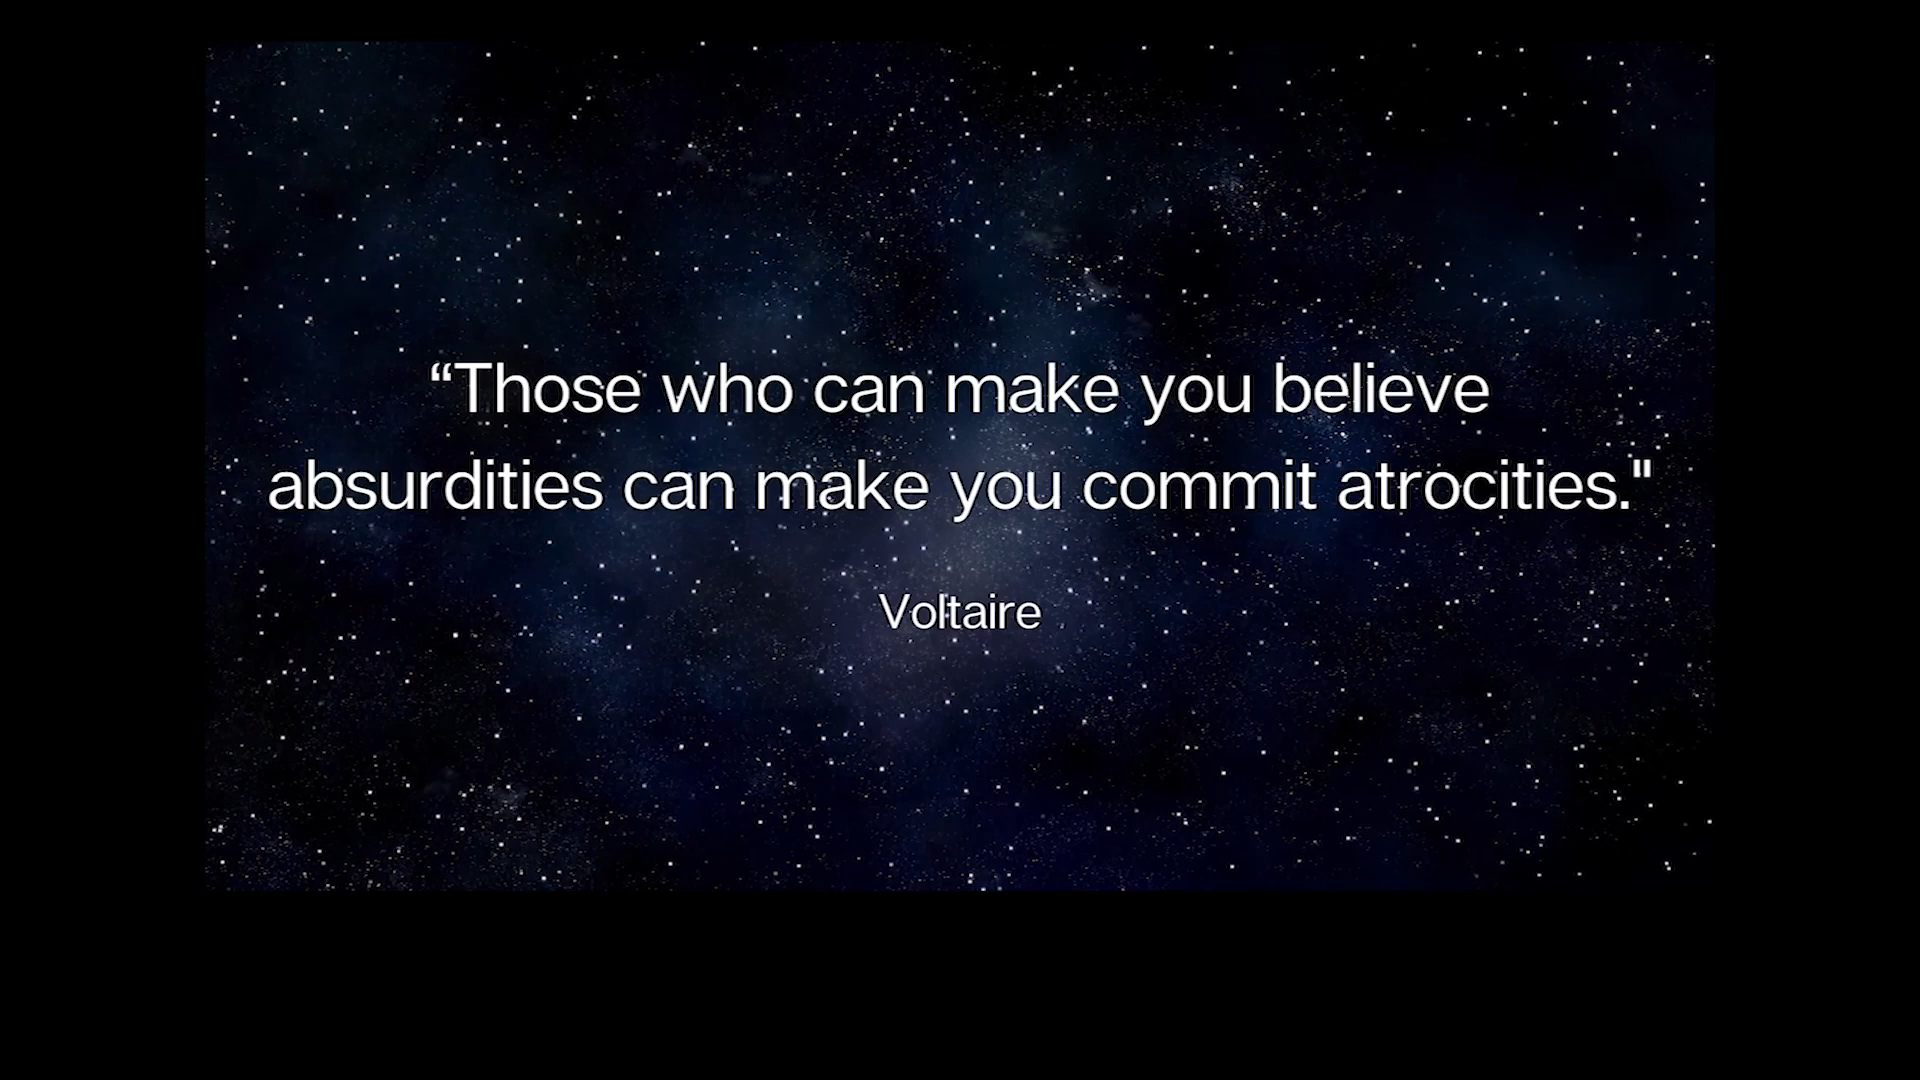 “Those who can make you believe
absurdities can make you commit atrocities."
Voltaire